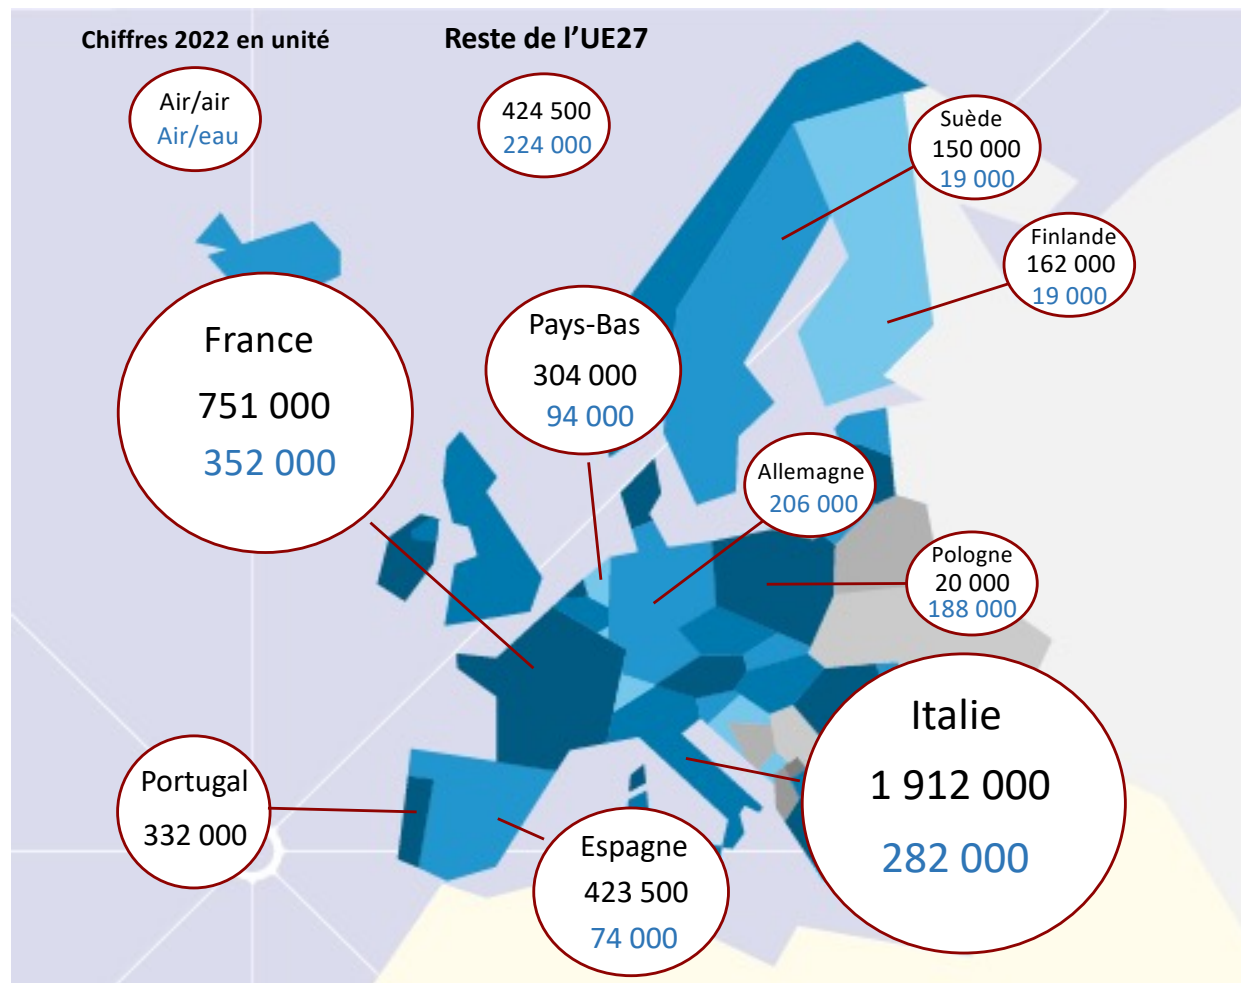 Chiffres 2022 en unité
Reste de l’UE27
Air/air
Air/eau
424 500
224 000
Suède
150 000
19 000
Finlande
162 000
19 000
France
751 000
352 000
Pays-Bas
304 000
94 000
Allemagne
206 000
Pologne
20 000
188 000
Italie
1 912 000
282 000
Portugal
332 000
Espagne
423 500
74 000